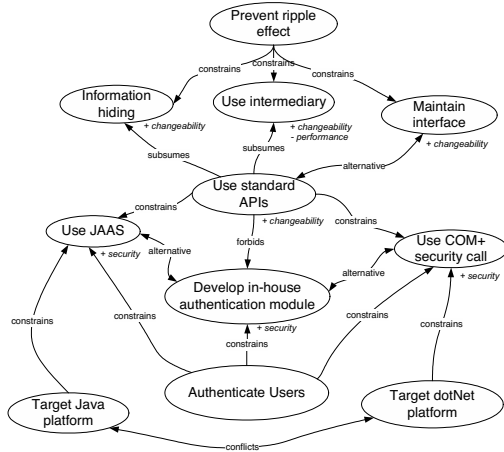 Prevent ripple
effect
constrains
constrains
constrains
Information
hiding
Use intermediary
Maintain
interface
+ changeability
+ changeability
- performance
+ changeability
subsumes
subsumes
alternative
Use standard
APIs
constrains
+ changeability
constrains
Use JAAS
forbids
Use COM+
security call
+ security
alternative
alternative
+ security
Develop in-house
authentication module
+ security
constrains
constrains
constrains
constrains
constrains
Authenticate Users
Target Java
platform
Target dotNet
platform
conflicts